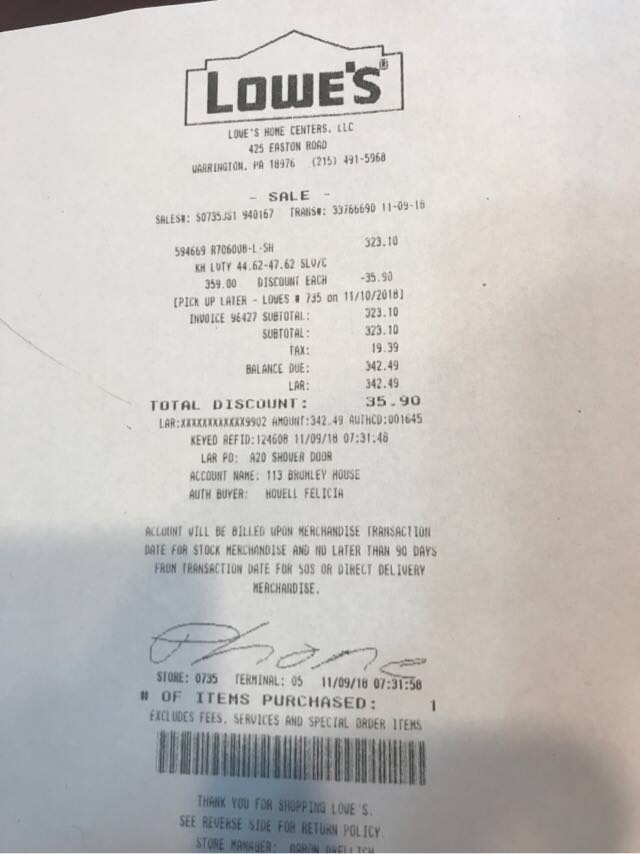 LOWE'S®
LOWE'S HOME CENTERS, LLC
425 EASTON ROAD
WARRINGTON, PA 18976 (215) 491-5968
- SALE -
SALES#: S0735JS1 940167 TRANS#: 33766690 11-09-18
594669 R706008-L-SH 323.10
KH LVTY 44.62-47.62 SLV/C
359.00 DISCOUNT EACH -35.90
[PICK UP LATER - LOWES # 735 on 11/10/2018]
INVOICE 96427 SUBTOTAL: 323.10
SUBTOTAL: 323.10
TAX: 19.39
BALANCE DUE: 342.49
LAR: 342.49
TOTAL DISCOUNT: 35.90
LAR:XXXXXXXXXXXX9902 AMOUNT:342.49 AUTHCD:001645
KEYED REFID:124608 11/09/18 07:31:48
LAR PO: A20 SHOWER DOOR
ACCOUNT NAME: 113 BROMLEY HOUSE
AUTH BUYER: HOWELL FELICIA
ACCOUNT WILL BE BILLED UPON MERCHANDISE TRANSACTION
DATE FOR STOCK MERCHANDISE AND NO LATER THAN 90 DAYS
FROM TRANSACTION DATE FOR SOS OR DIRECT DELIVERY
MERCHANDISE.
Phone
STORE: 0735 TERMINAL: 05 11/09/18 07:31:58
# OF ITEMS PURCHASED: 1
EXCLUDES FEES, SERVICES AND SPECIAL ORDER ITEMS
THANK YOU FOR SHOPPING LOWE'S.
SEE REVERSE SIDE FOR RETURN POLICY.
STORE MANAGER: